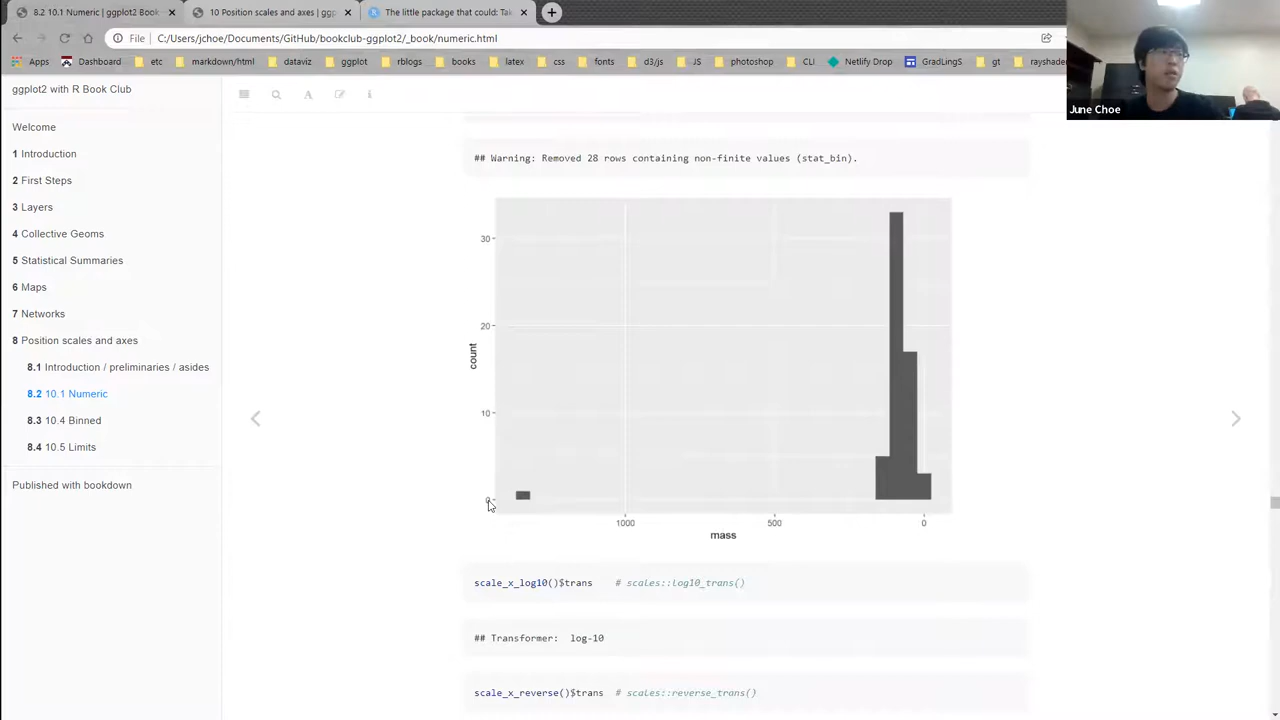 8.2 10.1 Numeric | ggplot2 Book
10 Position scales and axes | ggp
The little package that could: Tak
File
C:/Users/jchoe/Documents/GitHub/bookclub-ggplot2/_book/numeric.html
Apps
Dashboard
etc
markdown/html
dataviz
ggplot
rblogs
books
latex
css
fonts
d3/js
JS
photoshop
CLI
Netlify Drop
GradLingS
gt
rayshader
June Choe
ggplot2 with R Book Club
Welcome
1 Introduction
2 First Steps
3 Layers
4 Collective Geoms
5 Statistical Summaries
6 Maps
7 Networks
8 Position scales and axes
8.1 Introduction / preliminaries / asides
8.2 10.1 Numeric
8.3 10.4 Binned
8.4 10.5 Limits
Published with bookdown
## Warning: Removed 28 rows containing non-finite values (stat_bin).
30
20
10
0
count
1000
500
0
mass
scale_x_log10()$trans # scales::log10_trans()
## Transformer: log-10
scale_x_reverse()$trans # scales::reverse_trans()